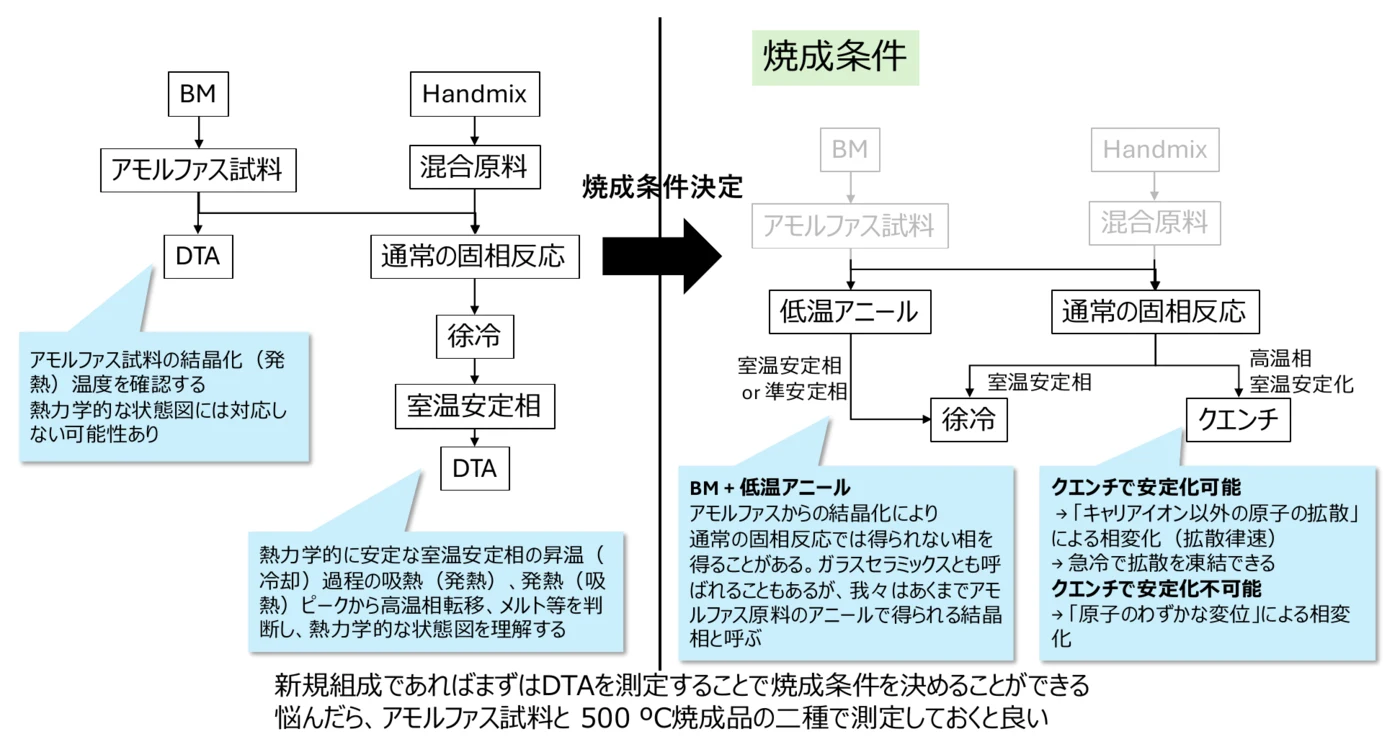 焼成条件
BM
Handmix
アモルファス試料
混合原料
DTA
通常の固相反応
徐冷
室温安定相
DTA
アモルファス試料の結晶化（発
熱）温度を確認する
熱力学的な状態図には対応し
ない可能性あり
熱力学的に安定な室温安定相の昇温（
冷却）過程の吸熱（発熱）、発熱（吸
熱）ピークから高温相転移、メルト等を判
断し、熱力学的な状態図を理解する
焼成条件決定
BM
Handmix
アモルファス試料
混合原料
低温アニール
通常の固相反応
室温安定相
or 準安定相
室温安定相
高温相
室温安定化
徐冷
クエンチ
BM + 低温アニール
アモルファスからの結晶化により
通常の固相反応では得られない相を
得ることがある。ガラスセラミックスとも呼
ばれることもあるが、我々はあくまでアモ
ルファス原料のアニールで得られる結晶
相と呼ぶ
クエンチで安定化可能
→「キャリアイオン以外の原子の拡散」
による相変化（拡散律速）
→ 急冷で拡散を凍結できる
クエンチで安定化不可能
→「原子のわずかな変位」による相変
化
新規組成であればまずはDTAを測定することで焼成条件を決めることができる
悩んだら、アモルファス試料と 500 ºC焼成品の二種で測定しておくと良い